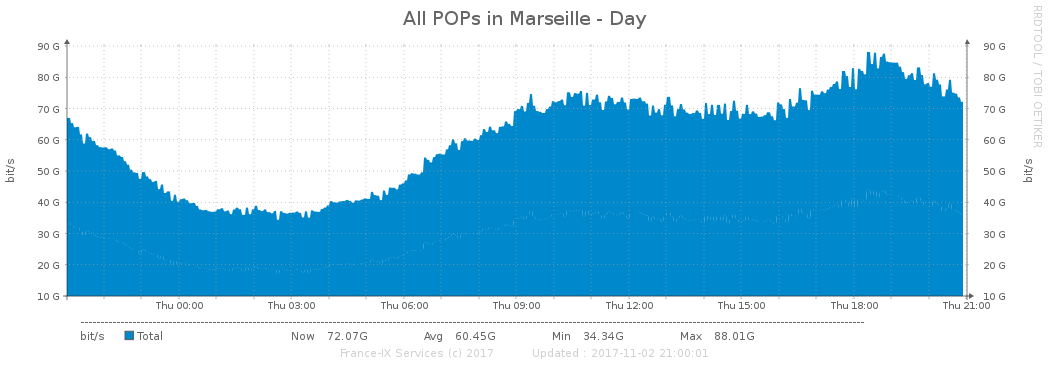 All POPs in Marseille - Day
RRDTOOL / TOBI OETIKER
90 G 90 G
80 G 80 G
70 G 70 G
60 G 60 G
50 G 50 G
40 G 40 G
30 G 30 G
20 G 20 G
10 G 10 G
bit/s bit/s
Thu 00:00 Thu 03:00 Thu 06:00 Thu 09:00 Thu 12:00 Thu 15:00 Thu 18:00 Thu 21:00
bit/s Total Now 72.07G Avg 60.45G Min 34.34G Max 88.01G
France-IX Services (c) 2017 Updated : 2017-11-02 21:00:01